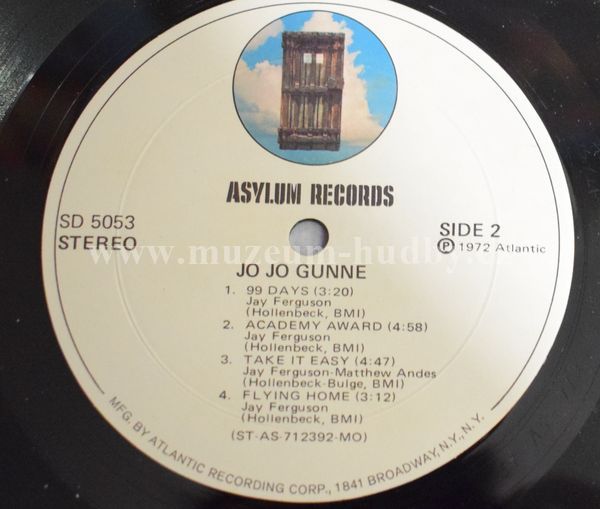 ASYLUM RECORDS
SD 5053
STEREO
SIDE 2
Ⓟ 1972 Atlantic
www.muzeum-hudby.
JO JO GUNNE
1. 99 DAYS (3:20)
Jay Ferguson
(Hollenbeck, BMI)
2. ACADEMY AWARD (4:58)
Jay Ferguson
(Hollenbeck, BMI)
3. TAKE IT EASY (4:47)
Jay Ferguson-Matthew Andes
(Hollenbeck-Bulge, BMI)
4. FLYING HOME (3:12)
Jay Ferguson
(Hollenbeck, BMI)
(ST-AS-712392-MO)
MFG. BY ATLANTIC RECORDING CORP., 1841 BROADWAY, N.Y., N.Y.